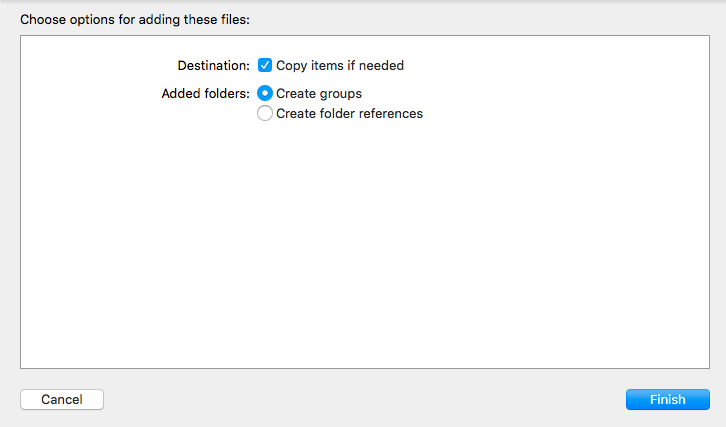 Choose options for adding these files:
Destination: Copy items if needed
Added folders: Create groups
Create folder references
Cancel Finish